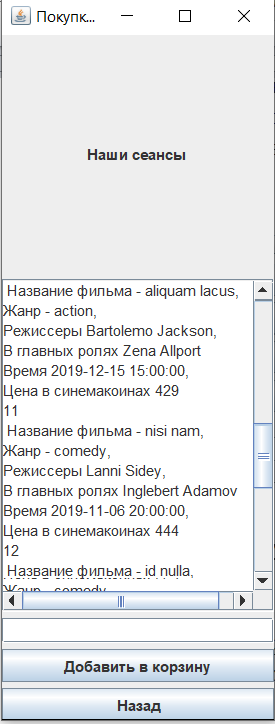 Покупк...
Наши сеансы
Название фильма - aliquam lacus,
Жанр - action,
Режиссеры Bartolemo Jackson,
В главных ролях Zena Allport
Время 2019-12-15 15:00:00,
Цена в синемакоинах 429
11
Название фильма - nisi nam,
Жанр - comedy,
Режиссеры Lanni Sidey,
В главных ролях Inglebert Adamov
Время 2019-11-06 20:00:00,
Цена в синемакоинах 444
12
Название фильма - id nulla,
Жанр - comedy
Добавить в корзину
Назад